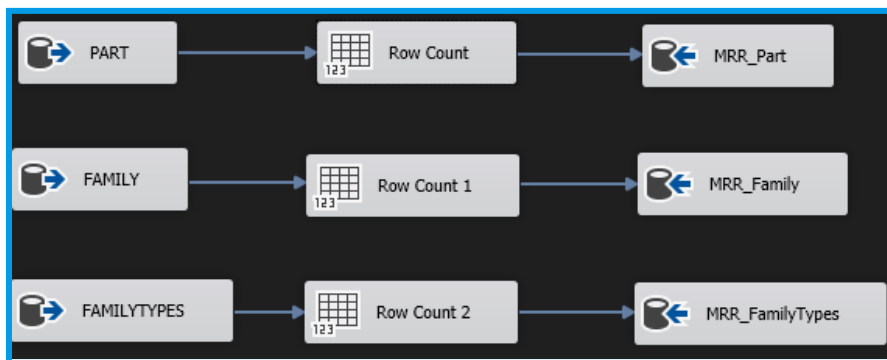 PART
Row Count
123
MRR_Part
FAMILY
Row Count 1
123
MRR_Family
FAMILYTYPES
Row Count 2
123
MRR_FamilyTypes